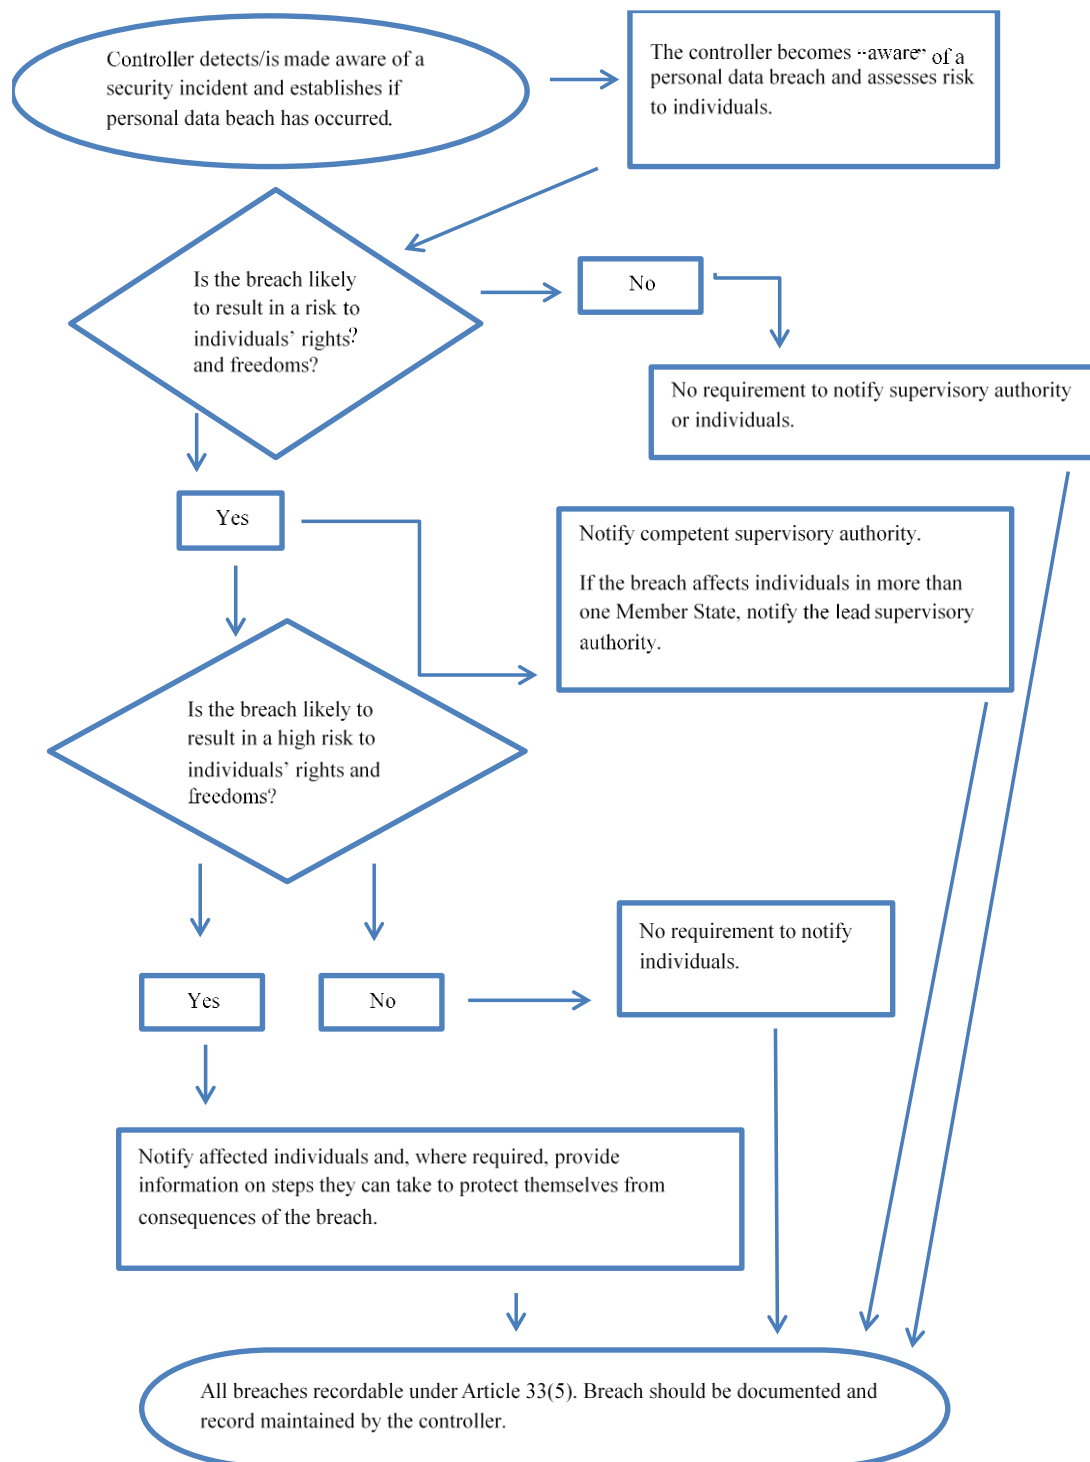 Controller detects/is made aware of a
security incident and establishes if
personal data beach has occurred.
The controller becomes “aware” of a
personal data breach and assesses risk
to individuals.
Is the breach likely
to result in a risk to
individuals’ rights?
and freedoms?
No
No requirement to notify supervisory authority
or individuals.
Yes
Notify competent supervisory authority.
If the breach affects individuals in more than
one Member State, notify the lead supervisory
authority.
Is the breach likely to
result in a high risk to
individuals’ rights and
freedoms?
Yes
No
No requirement to notify
individuals.
Notify affected individuals and, where required, provide
information on steps they can take to protect themselves from
consequences of the breach.
All breaches recordable under Article 33(5). Breach should be documented and
record maintained by the controller.